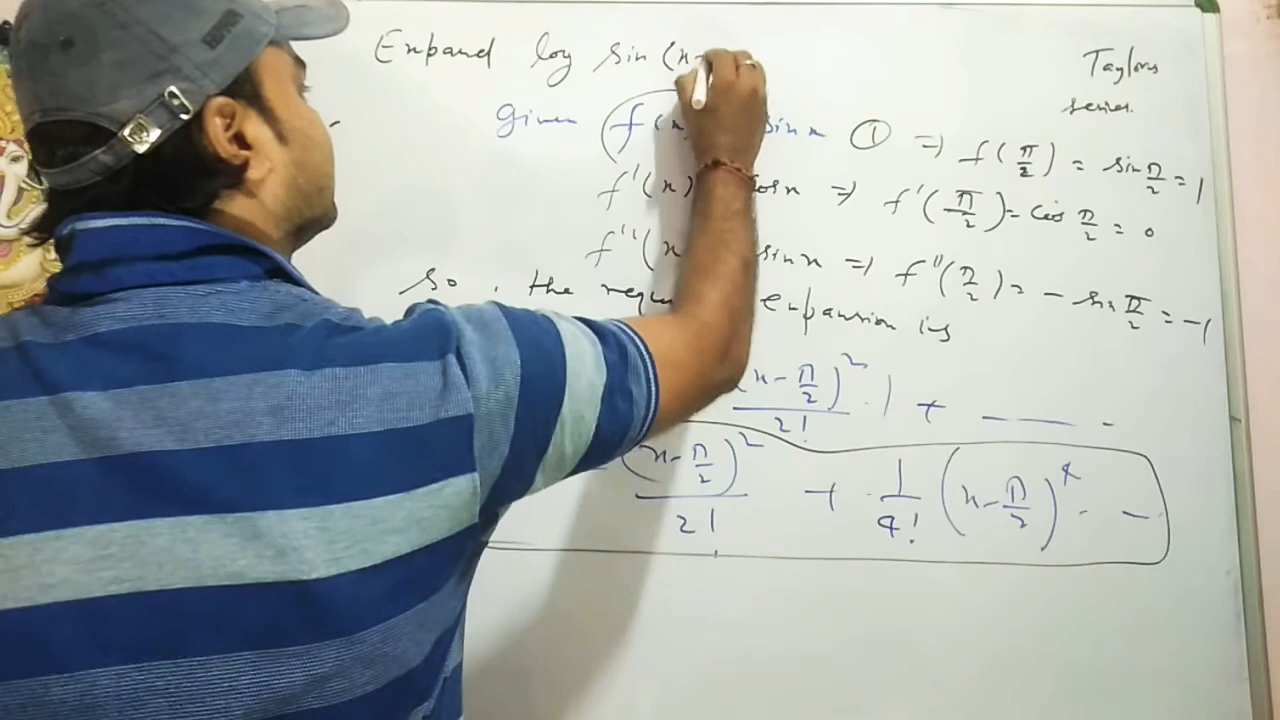 Expand log sin (x
Taylors
series.
Given f(x sin x ① ⇒ f(π/2) = sin π/2 = 1
f'(x) cos x ⇒ f'(π/2) = cos π/2 = 0
f''(x sin x ⇒ f''(π/2) = - sin π/2 = -1
So, the requ expansion is
(x - π/2)^2 / 2! · 1 + ——— -
(x - π/2)^2 / 2! + 1/4! (x - π/2)^4 - -